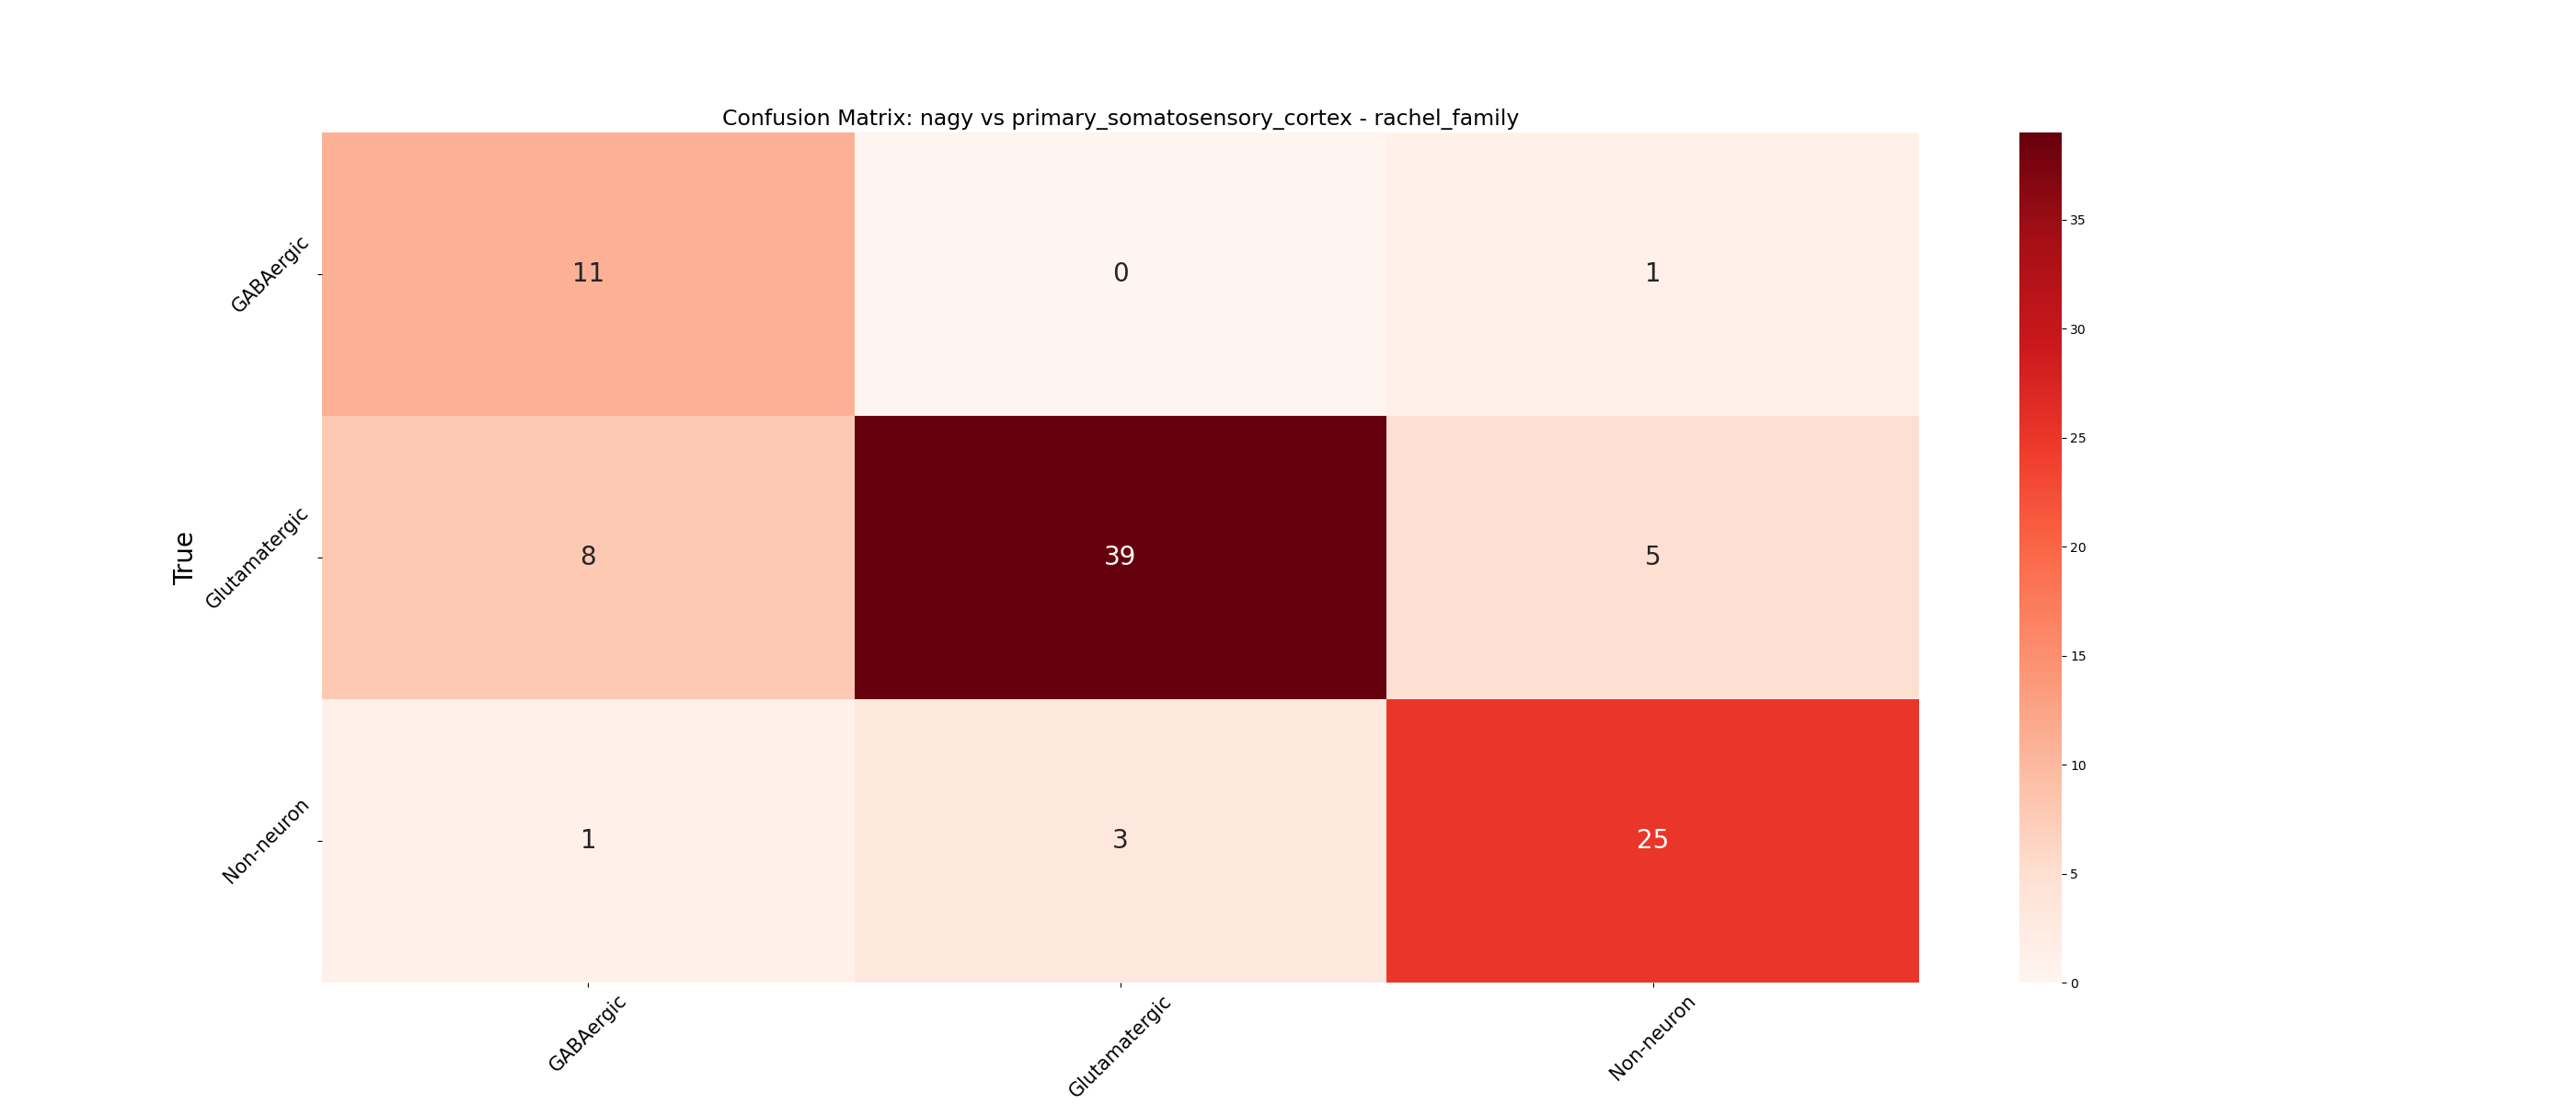 Confusion Matrix: nagy vs primary_somatosensory_cortex - rachel_family
True
GABAergic
11 0 1
Glutamatergic
8 39 5
Non-neuron
1 3 25
GABAergic Glutamatergic Non-neuron
35
30
25
20
15
10
5
0